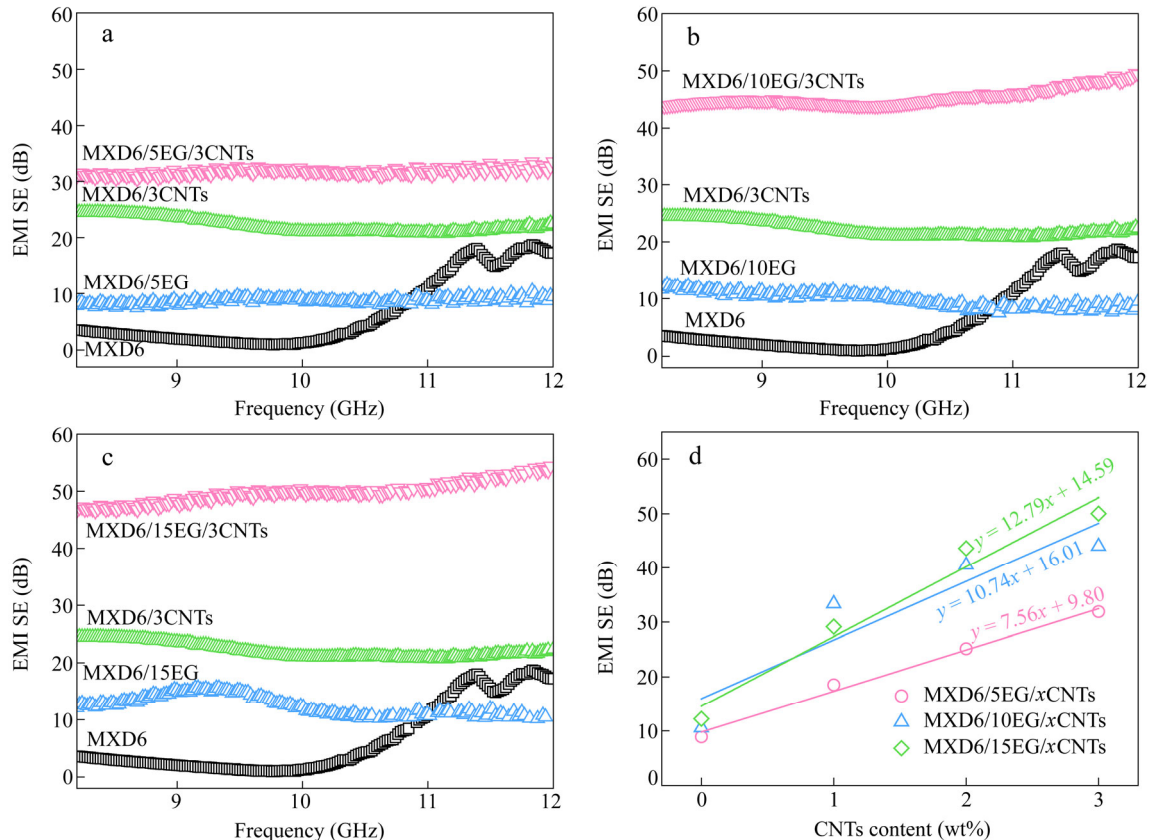 a
60
50
40
30
20
10
0
EMI SE (dB)
MXD6/5EG/3CNTs
MXD6/3CNTs
MXD6/5EG
MXD6
9
10
11
12
Frequency (GHz)
b
60
50
40
30
20
10
0
EMI SE (dB)
MXD6/10EG/3CNTs
MXD6/3CNTs
MXD6/10EG
MXD6
9
10
11
12
Frequency (GHz)
c
60
50
40
30
20
10
0
EMI SE (dB)
MXD6/15EG/3CNTs
MXD6/3CNTs
MXD6/15EG
MXD6
9
10
11
12
Frequency (GHz)
d
60
50
40
30
20
10
0
EMI SE (dB)
y = 12.79x + 14.59
y = 10.74x + 16.01
y = 7.56x + 9.80
MXD6/5EG/xCNTs
MXD6/10EG/xCNTs
MXD6/15EG/xCNTs
0
1
2
3
CNTs content (wt%)